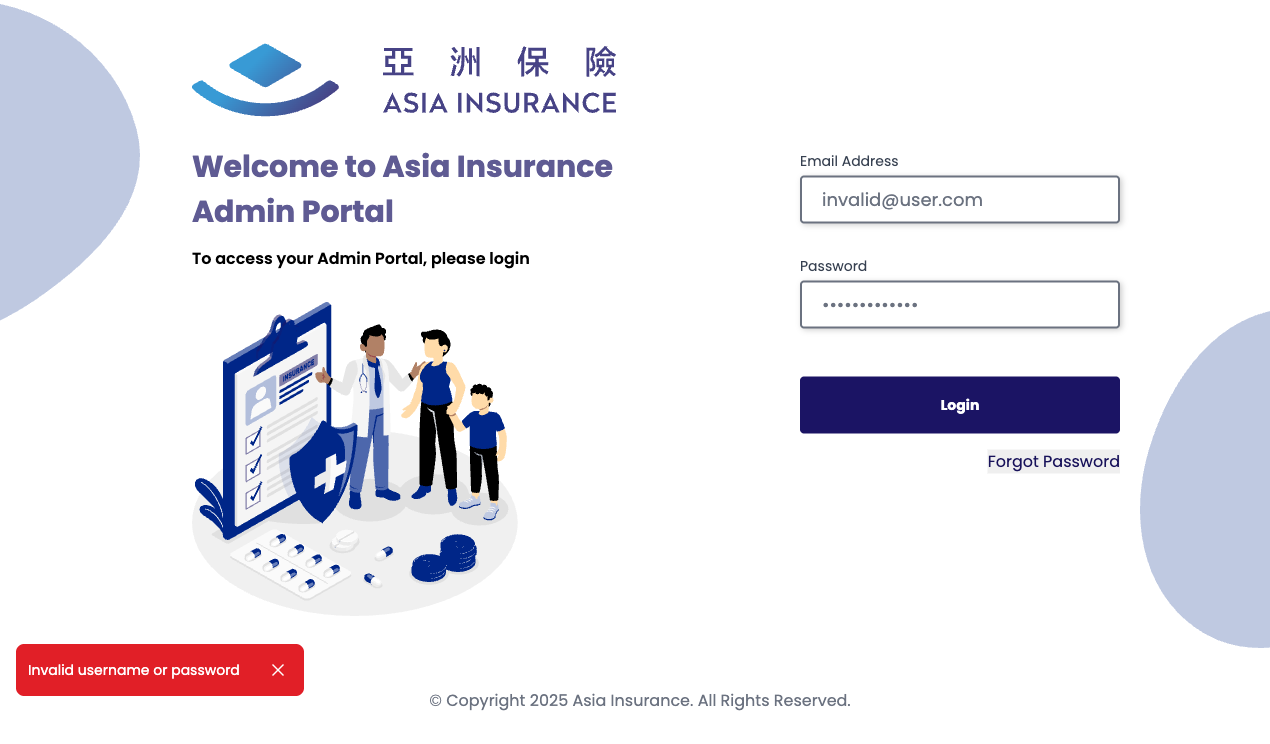 亞洲保險
ASIA INSURANCE
Welcome to Asia Insurance
Admin Portal
To access your Admin Portal, please login
INSURANCE
Email Address
invalid@user.com
Password
•••••••••••••
Login
Forgot Password
Invalid username or password
© Copyright 2025 Asia Insurance. All Rights Reserved.